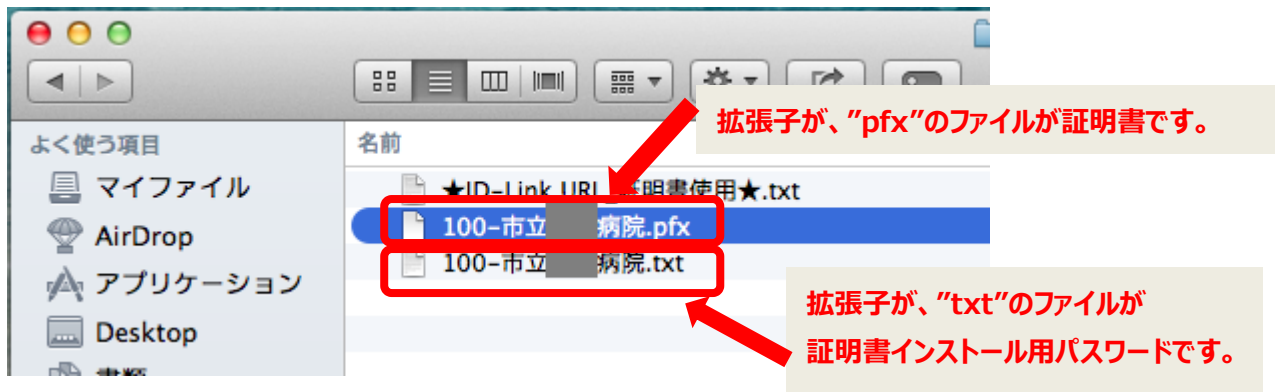 拡張子が、”pfx”のファイルが証明書です。
よく使う項目
名前
マイファイル
★ID-Link URL 証明書使用★.txt
100-市立 病院.pfx
AirDrop
100-市立 病院.txt
アプリケーション
拡張子が、”txt”のファイルが
Desktop
証明書インストール用パスワードです。
書類